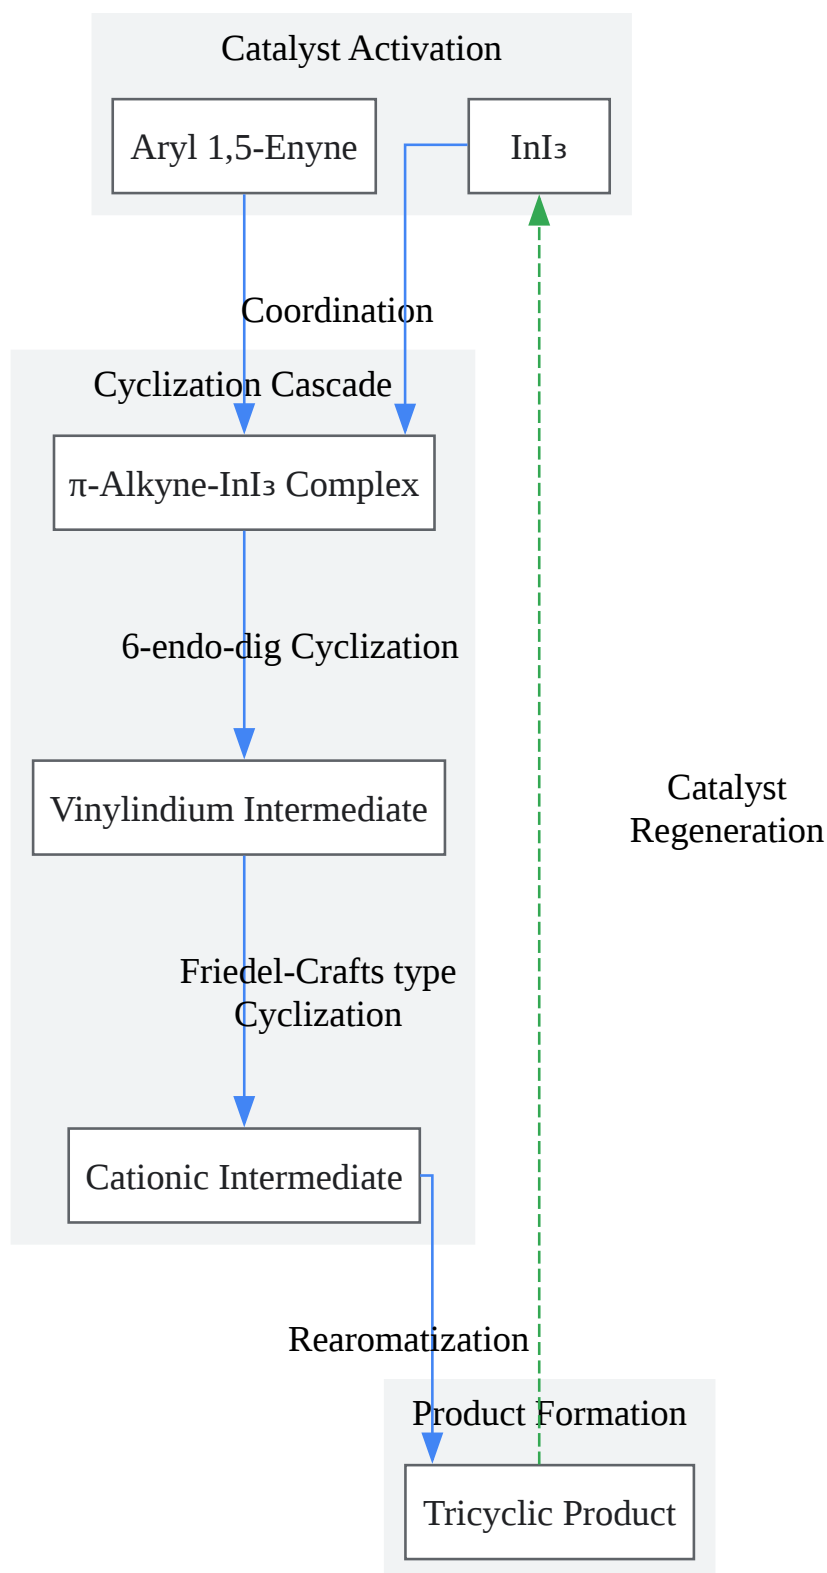 Catalyst Activation
Aryl 1,5-Enyne
InI₃
Coordination
Cyclization Cascade
π-Alkyne-InI₃ Complex
6-endo-dig Cyclization
Vinylindium Intermediate
Catalyst
Regeneration
Friedel-Crafts type
Cyclization
Cationic Intermediate
Rearomatization
Product Formation
Tricyclic Product